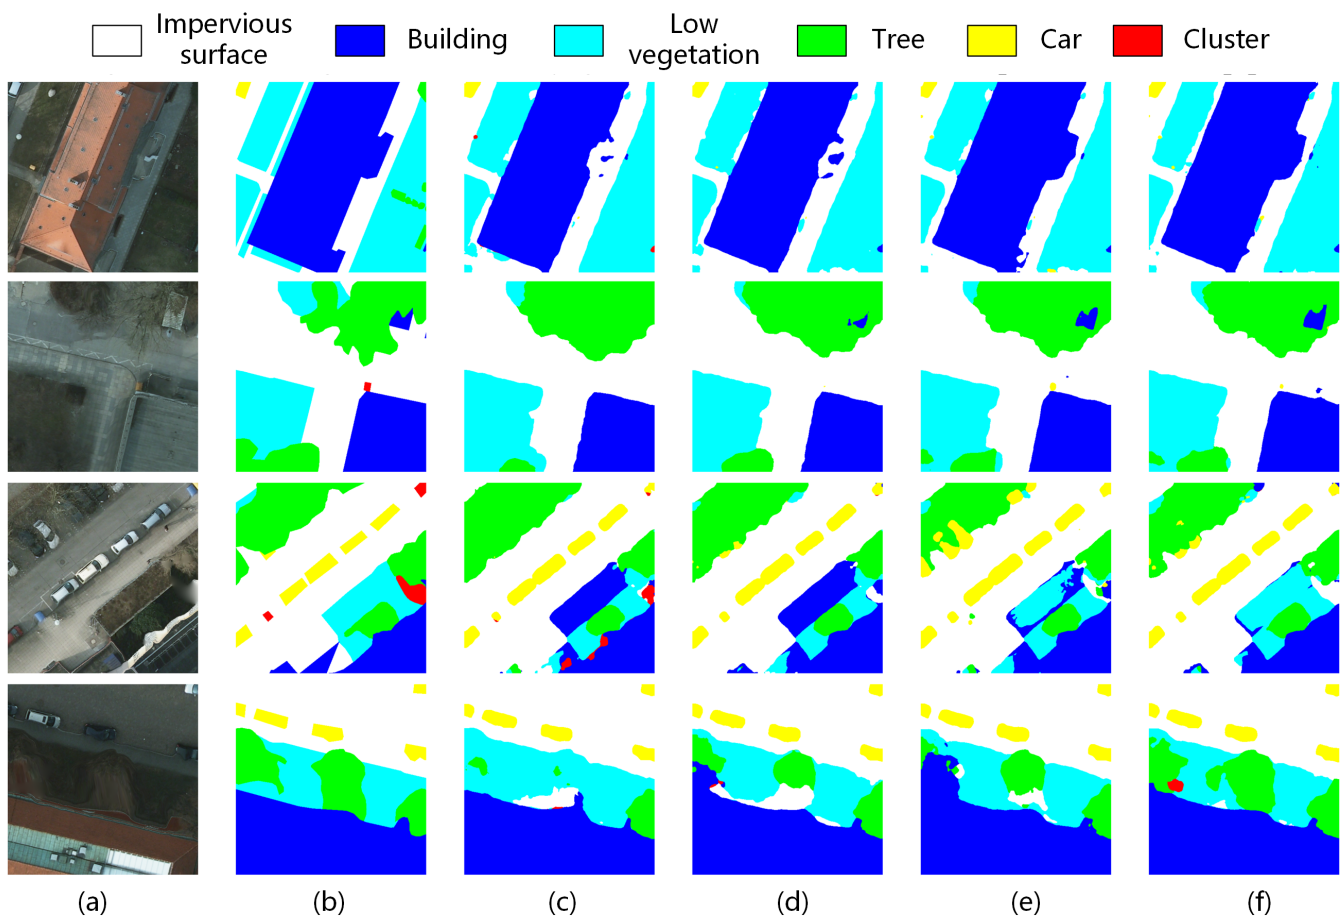 Impervious surface
Building
Low vegetation
Tree
Car
Cluster
(a)
(b)
(c)
(d)
(e)
(f)